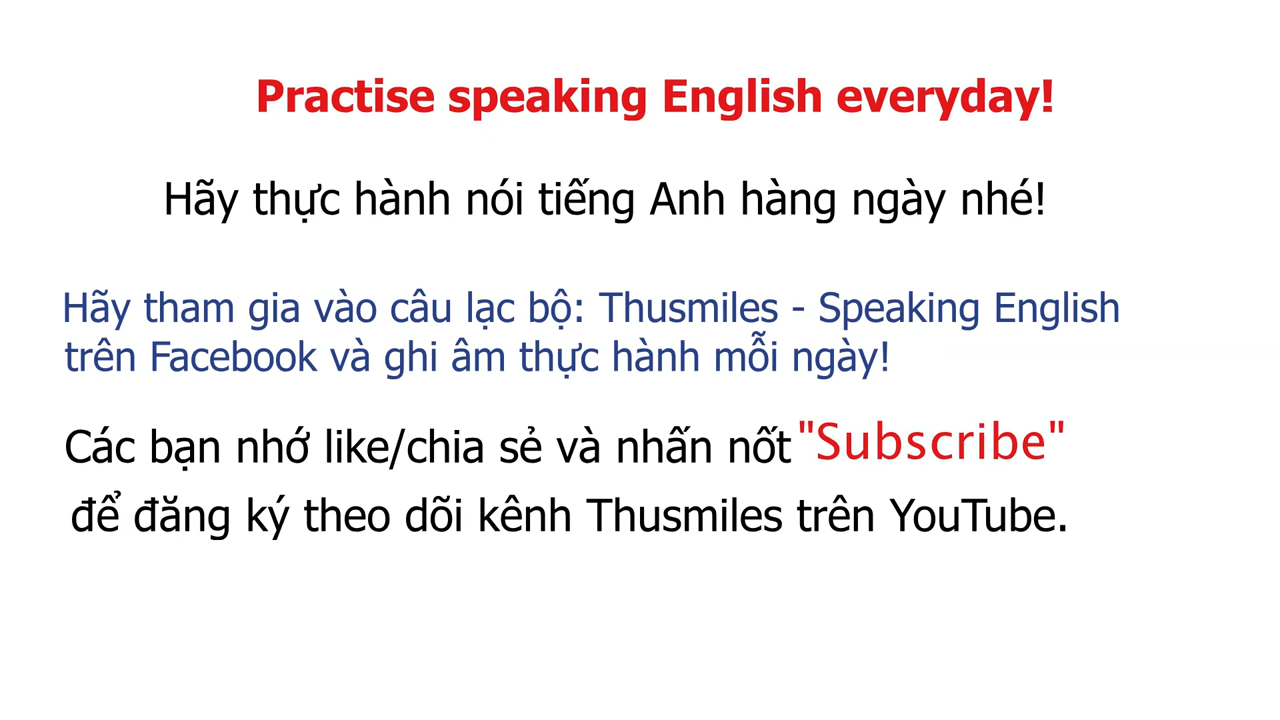 Practise speaking English everyday!
Hãy thực hành nói tiếng Anh hàng ngày nhé!
Hãy tham gia vào câu lạc bộ: Thusmiles - Speaking English
trên Facebook và ghi âm thực hành mỗi ngày!
Các bạn nhớ like/chia sẻ và nhấn nốt "Subscribe"
để đăng ký theo dõi kênh Thusmiles trên YouTube.